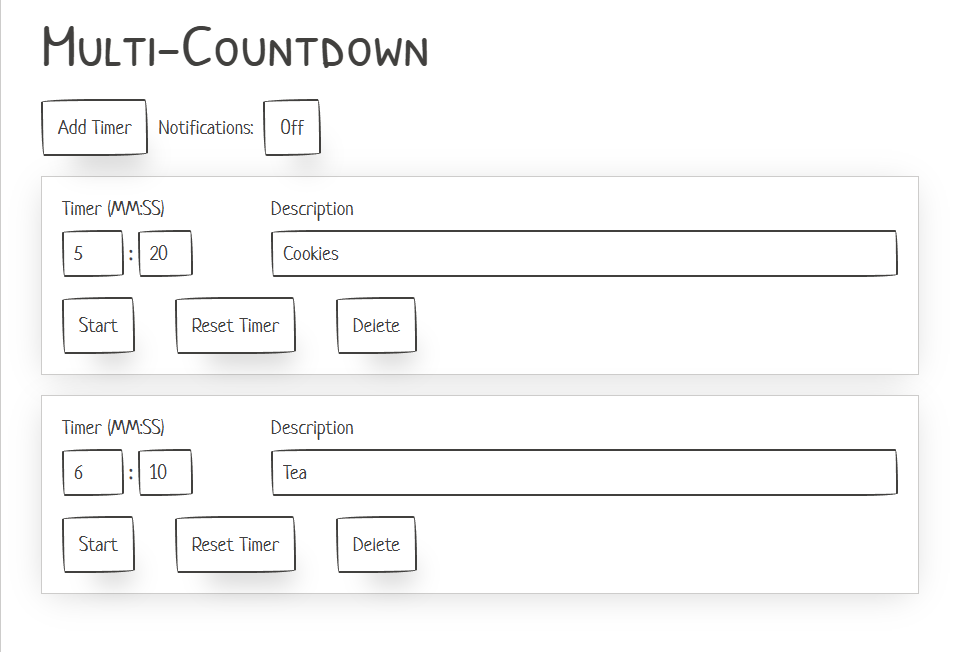 Multi-Countdown
Add Timer Notifications: Off
Timer (MM:SS) Description
5 : 20 Cookies
Start Reset Timer Delete
Timer (MM:SS) Description
6 : 10 Tea
Start Reset Timer Delete